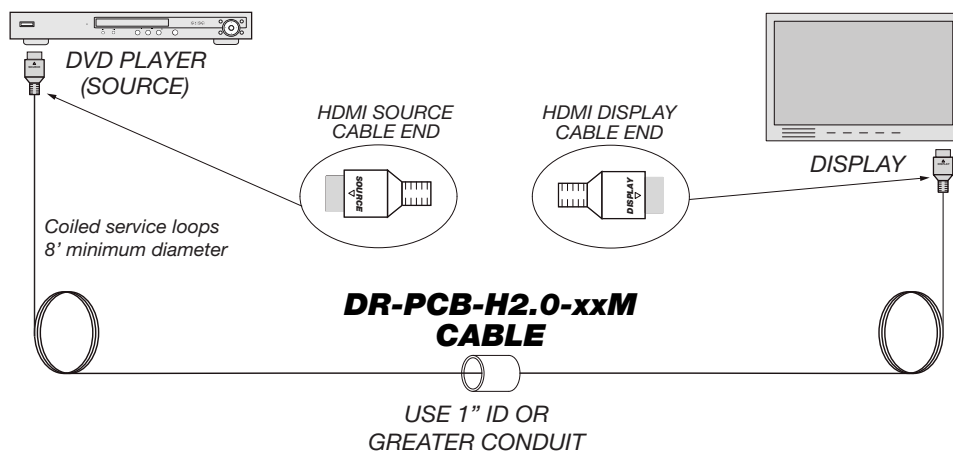 DVD PLAYER
(SOURCE)
HDMI SOURCE
CABLE END
HDMI DISPLAY
CABLE END
DISPLAY
SOURCE
DISPLAY
Coiled service loops
8’ minimum diameter
DR-PCB-H2.0-xxM
CABLE
USE 1” ID OR
GREATER CONDUIT